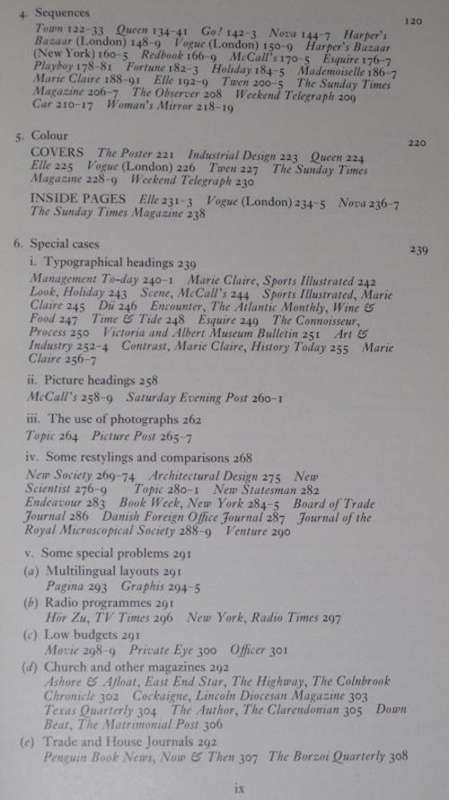 4. Sequences 120
Town 122-33 Queen 134-41 Go! 142-3 Nova 144-7 Harper's
Bazaar (London) 148-9 Vogue (London) 150-9 Harper's Bazaar
(New York) 160-5 Redbook 166-9 McCall's 170-5 Esquire 176-7
Playboy 178-81 Fortune 182-3 Holiday 184-5 Mademoiselle 186-7
Marie Claire 188-91 Elle 192-9 Twen 200-5 The Sunday Times
Magazine 206-7 The Observer 208 Weekend Telegraph 209
Car 210-17 Woman's Mirror 218-19
5. Colour 220
COVERS The Poster 221 Industrial Design 223 Queen 224
Elle 225 Vogue (London) 226 Twen 227 The Sunday Times
Magazine 228-9 Weekend Telegraph 230
INSIDE PAGES Elle 231-3 Vogue (London) 234-5 Nova 236-7
The Sunday Times Magazine 238
6. Special cases 239
i. Typographical headings 239
Management To-day 240-1 Marie Claire, Sports Illustrated 242
Look, Holiday 243 Scene, McCall's 244 Sports Illustrated, Marie
Claire 245 Dü 246 Encounter, The Atlantic Monthly, Wine &
Food 247 Time & Tide 248 Esquire 249 The Connoisseur,
Process 250 Victoria and Albert Museum Bulletin 251 Art &
Industry 252-4 Contrast, Marie Claire, History Today 255 Marie
Claire 256-7
ii. Picture headings 258
McCall's 258-9 Saturday Evening Post 260-1
iii. The use of photographs 262
Topic 264 Picture Post 265-7
iv. Some restylings and comparisons 268
New Society 269-74 Architectural Design 275 New
Scientist 276-9 Topic 280-1 New Statesman 282
Endeavour 283 Book Week, New York 284-5 Board of Trade
Journal 286 Danish Foreign Office Journal 287 Journal of the
Royal Microscopical Society 288-9 Venture 290
v. Some special problems 291
(a) Multilingual layouts 291
Pagina 293 Graphis 294-5
(b) Radio programmes 291
Hör Zu, TV Times 296 New York, Radio Times 297
(c) Low budgets 291
Movie 298-9 Private Eye 300 Officer 301
(d) Church and other magazines 292
Ashore & Afloat, East End Star, The Highway, The Colnbrook
Chronicle 302 Cockaigne, Lincoln Diocesan Magazine 303
Texas Quarterly 304 The Author, The Clarendonian 305 Down
Beat, The Matrimonial Post 306
(e) Trade and House Journals 292
Penguin Book News, Now & Then 307 The Borzoi Quarterly 308
ix